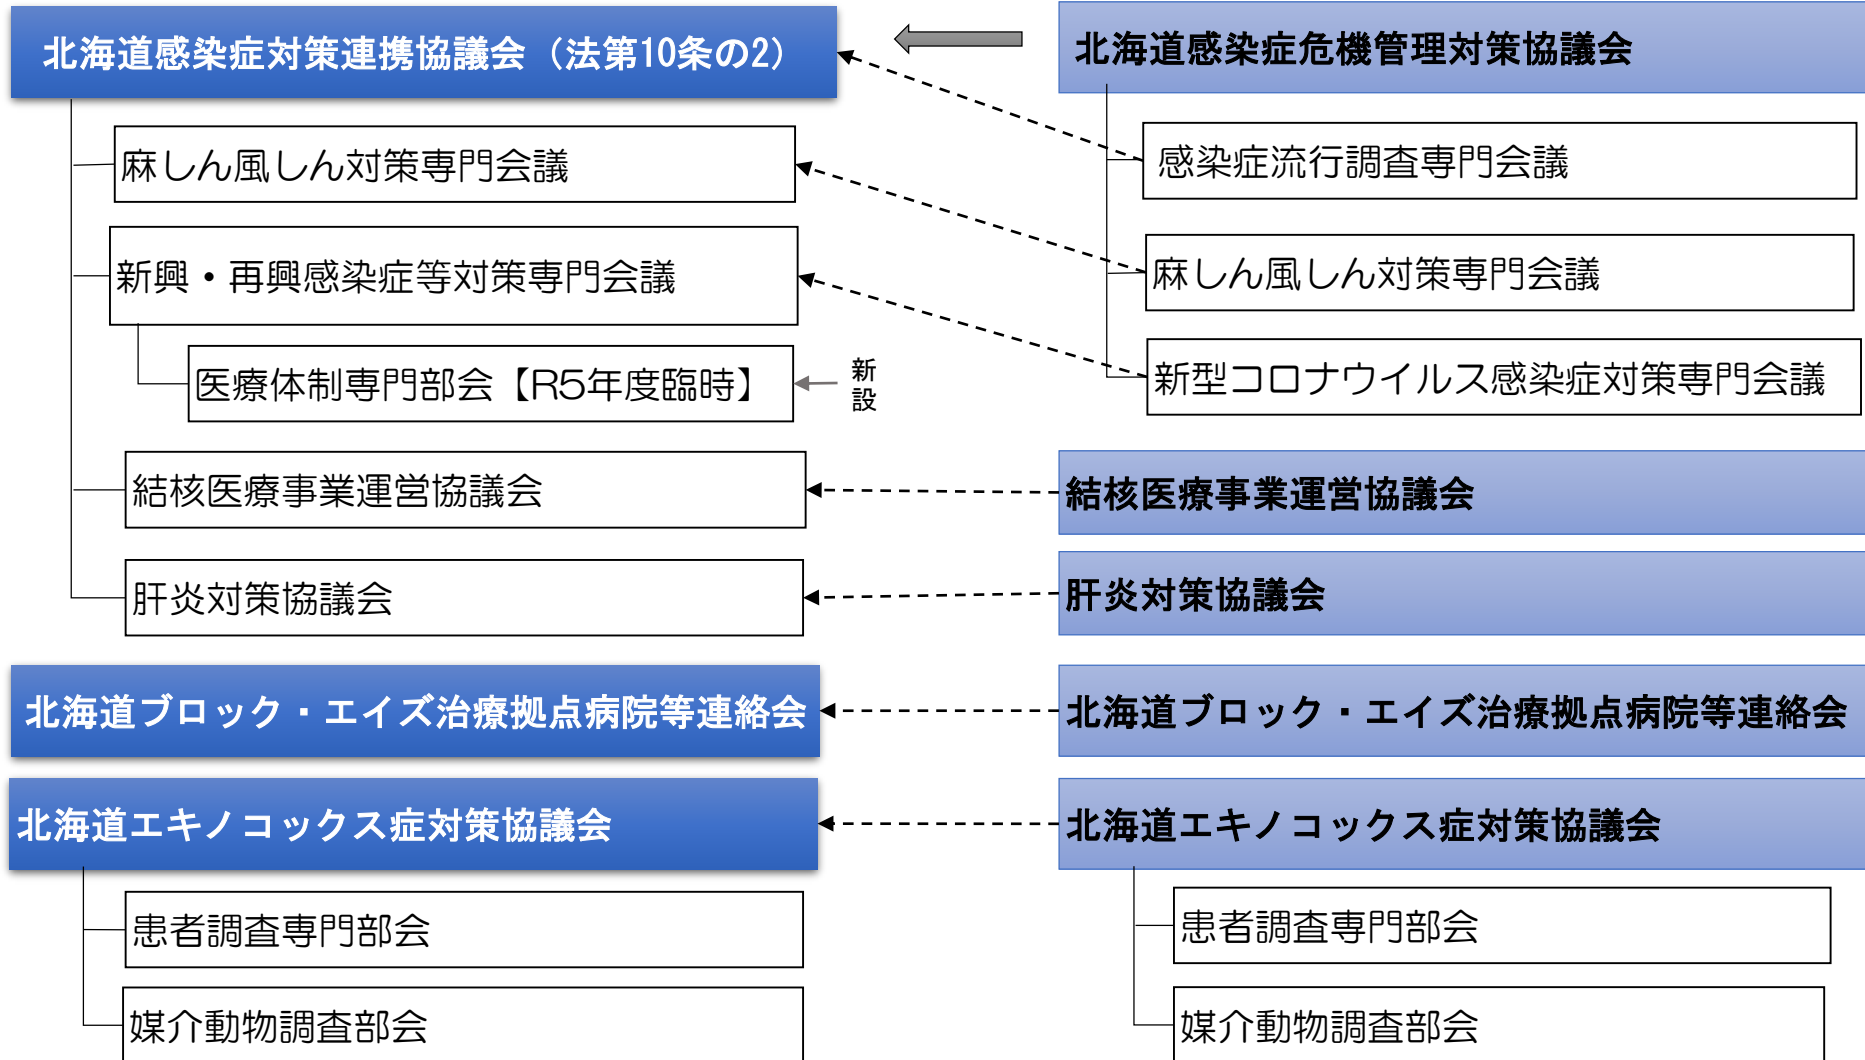 北海道感染症対策連携協議会（法第10条の2）
麻しん風しん対策専門会議
新興・再興感染症等対策専門会議
医療体制専門部会【R5年度臨時】
新
設
結核医療事業運営協議会
肝炎対策協議会
北海道ブロック・エイズ治療拠点病院等連絡会
北海道エキノコックス症対策協議会
患者調査専門部会
媒介動物調査部会
北海道感染症危機管理対策協議会
感染症流行調査専門会議
麻しん風しん対策専門会議
新型コロナウイルス感染症対策専門会議
結核医療事業運営協議会
肝炎対策協議会
北海道ブロック・エイズ治療拠点病院等連絡会
北海道エキノコックス症対策協議会
患者調査専門部会
媒介動物調査部会